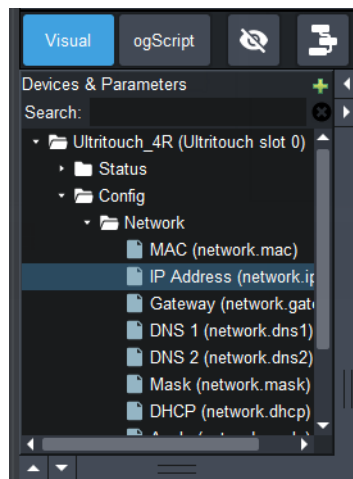 Visual ogScript
Devices & Parameters
Search:
Ultritouch_4R (Ultritouch slot 0)
Status
Config
Network
MAC (network.mac)
IP Address (network.ip
Gateway (network.gat
DNS 1 (network.dns1)
DNS 2 (network.dns2)
Mask (network.mask)
DHCP (network.dhcp)